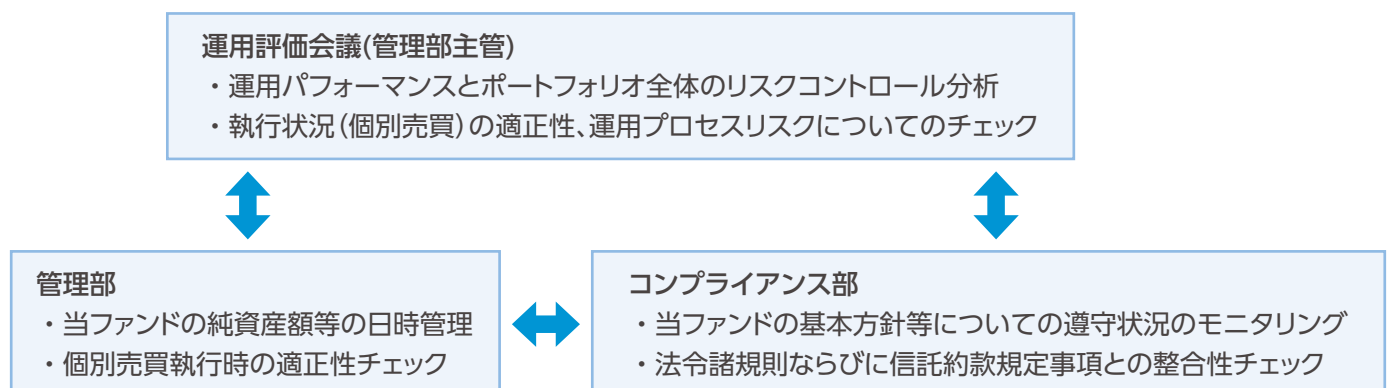 運用評価会議(管理部主管)
・運用パフォーマンスとポートフォリオ全体のリスクコントロール分析
・執行状況(個別売買)の適正性、運用プロセスリスクについてのチェック
管理部
・当ファンドの純資産額等の日時管理
・個別売買執行時の適正性チェック
コンプライアンス部
・当ファンドの基本方針等についての遵守状況のモニタリング
・法令諸規則ならびに信託約款規定事項との整合性チェック